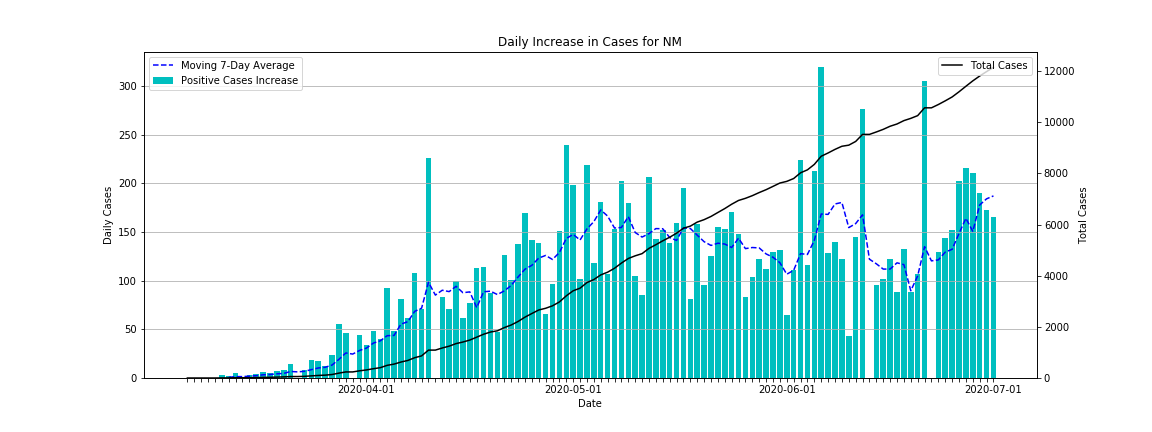 Daily Increase in Cases for NM
Moving 7-Day Average
Positive Cases Increase
Total Cases
300
250
200
150
100
50
0
Daily Cases
12000
10000
8000
6000
4000
2000
0
Total Cases
2020-04-01
2020-05-01
2020-06-01
2020-07-01
Date